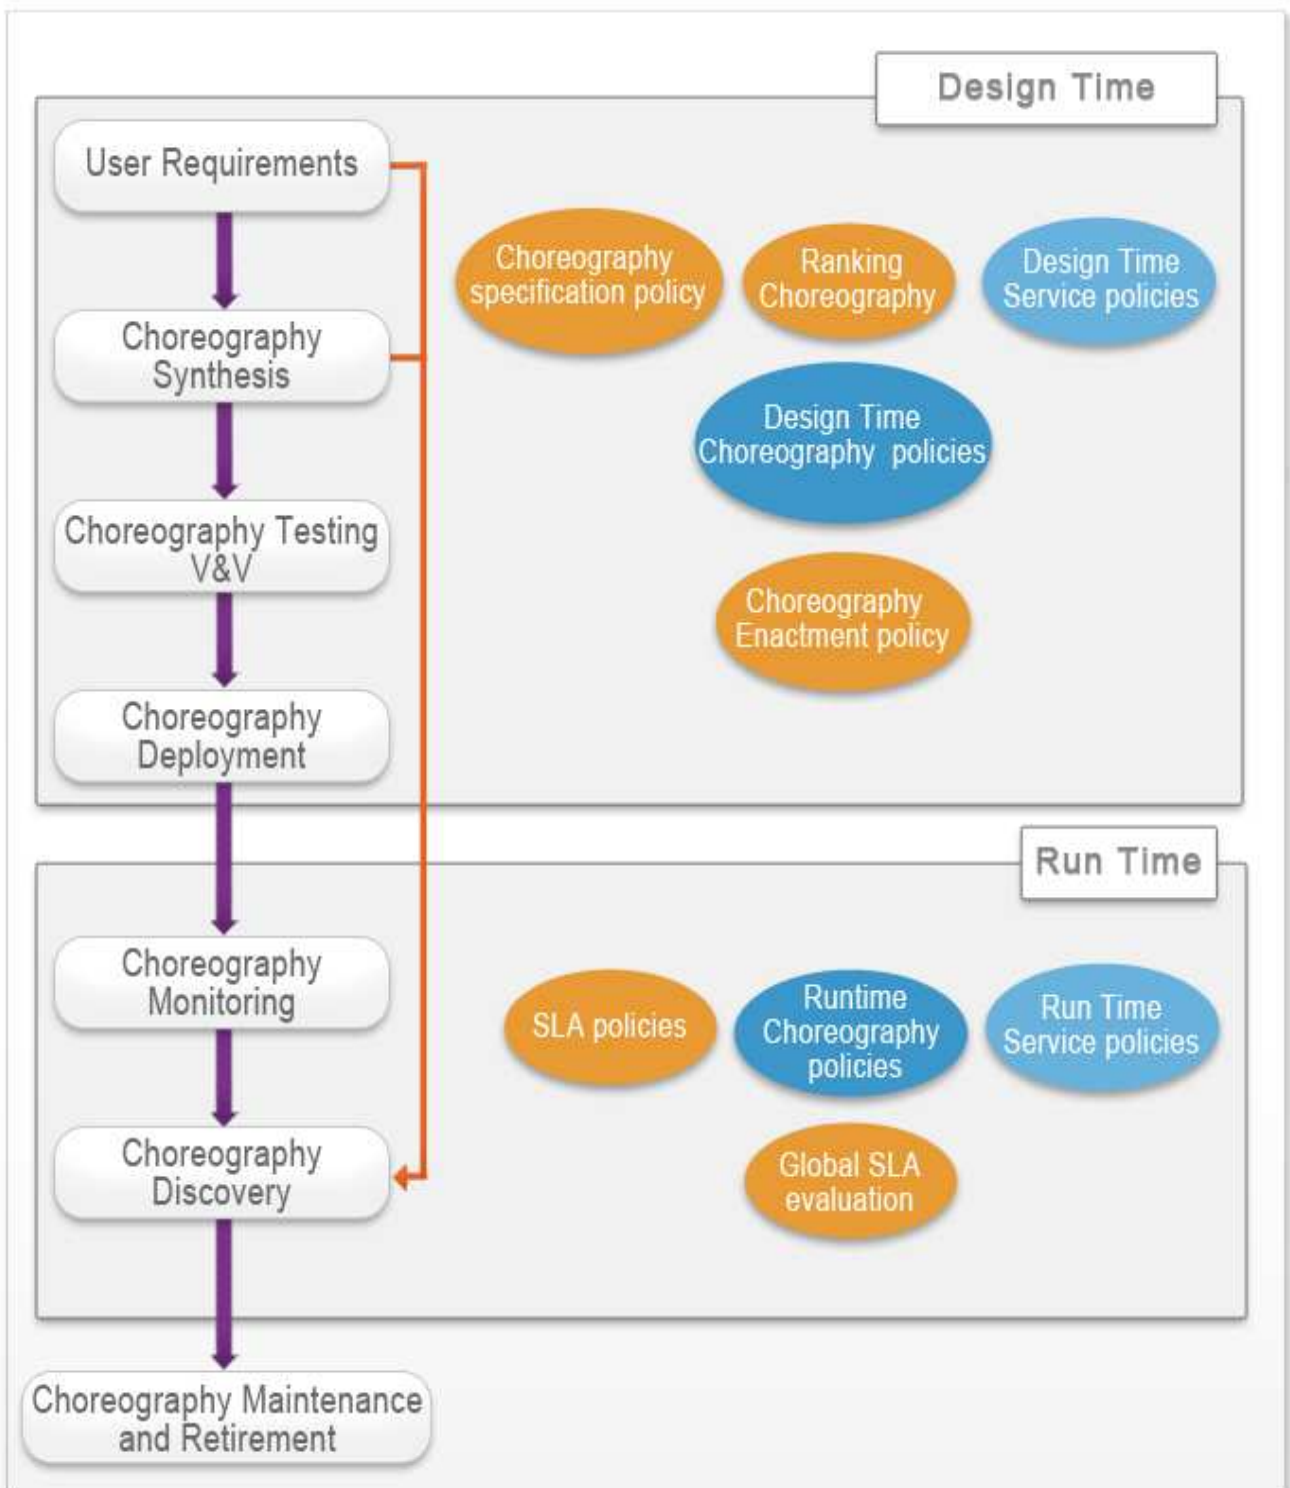 Design Time
User Requirements
Choreography
specification policy
Ranking
Choreography
Design Time
Service policies
Choreography
Synthesis
Design Time
Choreography policies
Choreography Testing
V&V
Choreography
Enactment policy
Choreography
Deployment
Run Time
Choreography
Monitoring
SLA policies
Runtime
Choreography
policies
Run Time
Service policies
Choreography
Discovery
Global SLA
evaluation
Choreography Maintenance
and Retirement